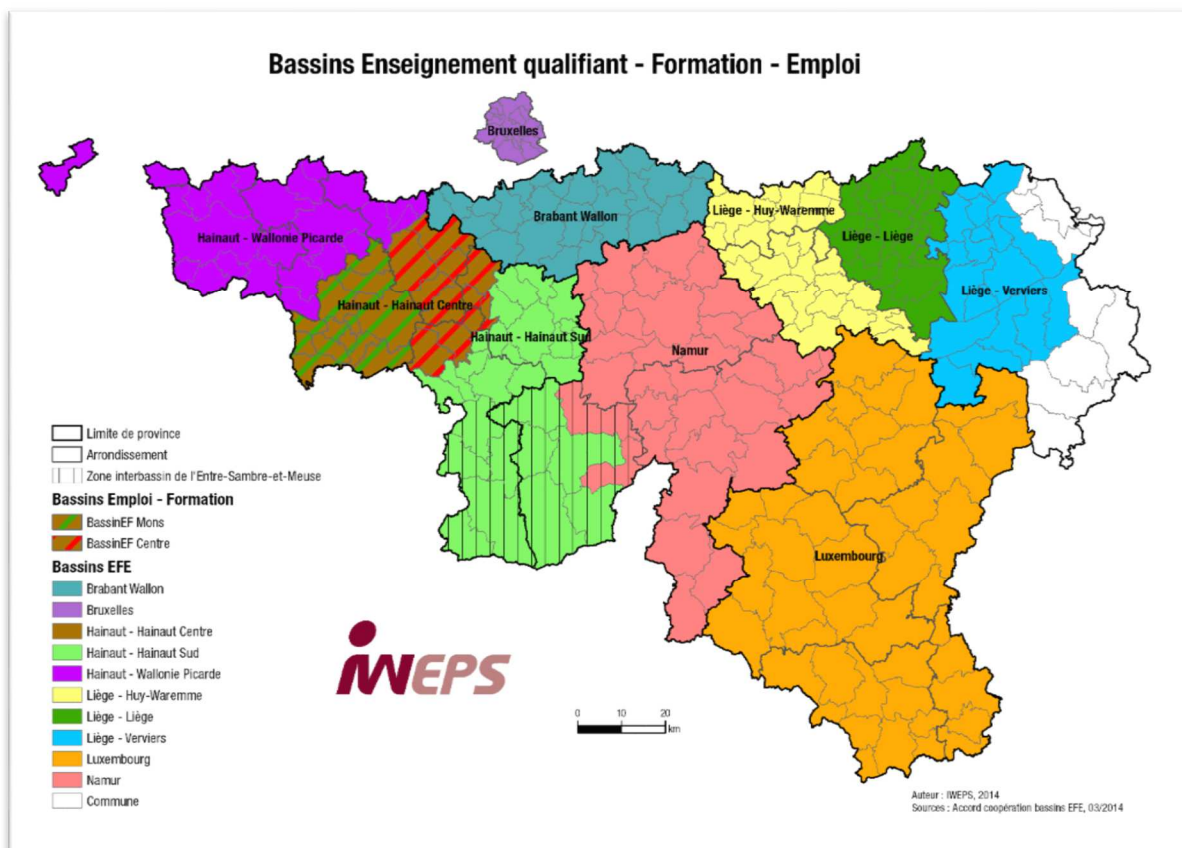 Bassins Enseignement qualifiant - Formation - Emploi
Bruxelles
Brabant Wallon
Liège - Huy-Waremme
Hainaut - Wallonie Picarde
Liège - Liège
Liège - Verviers
Hainaut - Hainaut Centre
Hainaut - Hainaut Sud
Namur
Luxembourg
Limite de province
Arrondissement
Zone interbassin de l'Entre-Sambre-et-Meuse
Bassins Emploi - Formation
BassinEF Mons
BassinEF Centre
Bassins EFE
Brabant Wallon
Bruxelles
Hainaut - Hainaut Centre
Hainaut - Hainaut Sud
Hainaut - Wallonie Picarde
Liège - Huy-Waremme
Liège - Liège
Liège - Verviers
Luxembourg
Namur
Commune
iWEPS
0 10 20
km
Auteur : IWEPS, 2014
Sources : Accord coopération bassins EFE, 03/2014